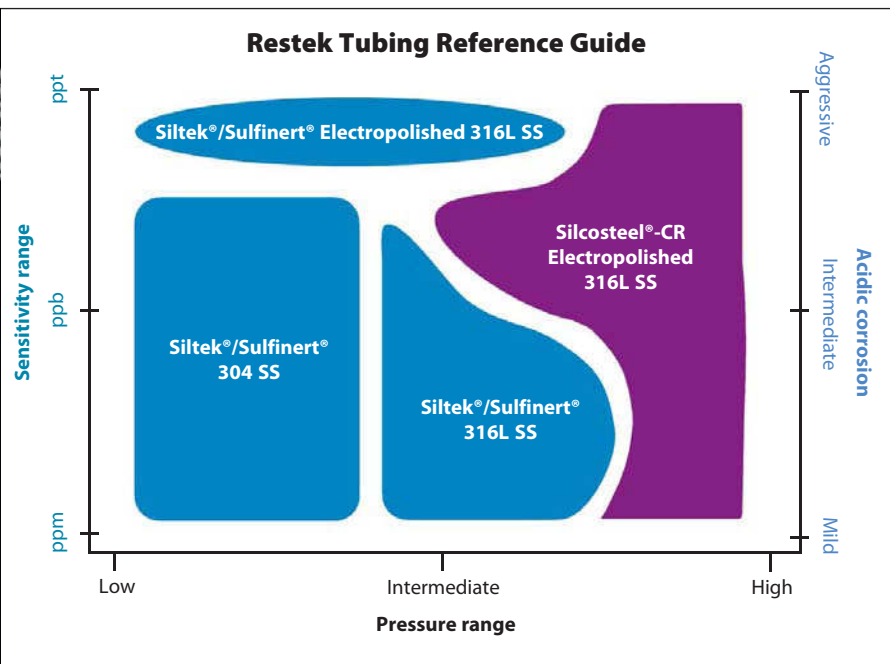 Restek Tubing Reference Guide
Sensitivity range
ppt
ppb
ppm
Siltek®/Sulfinert® Electropolished 316L SS
Siltek®/Sulfinert®
304 SS
Siltek®/Sulfinert®
316L SS
Silcosteel®-CR
Electropolished
316L SS
Aggressive
Intermediate
Mild
Acidic corrosion
Low
Intermediate
High
Pressure range